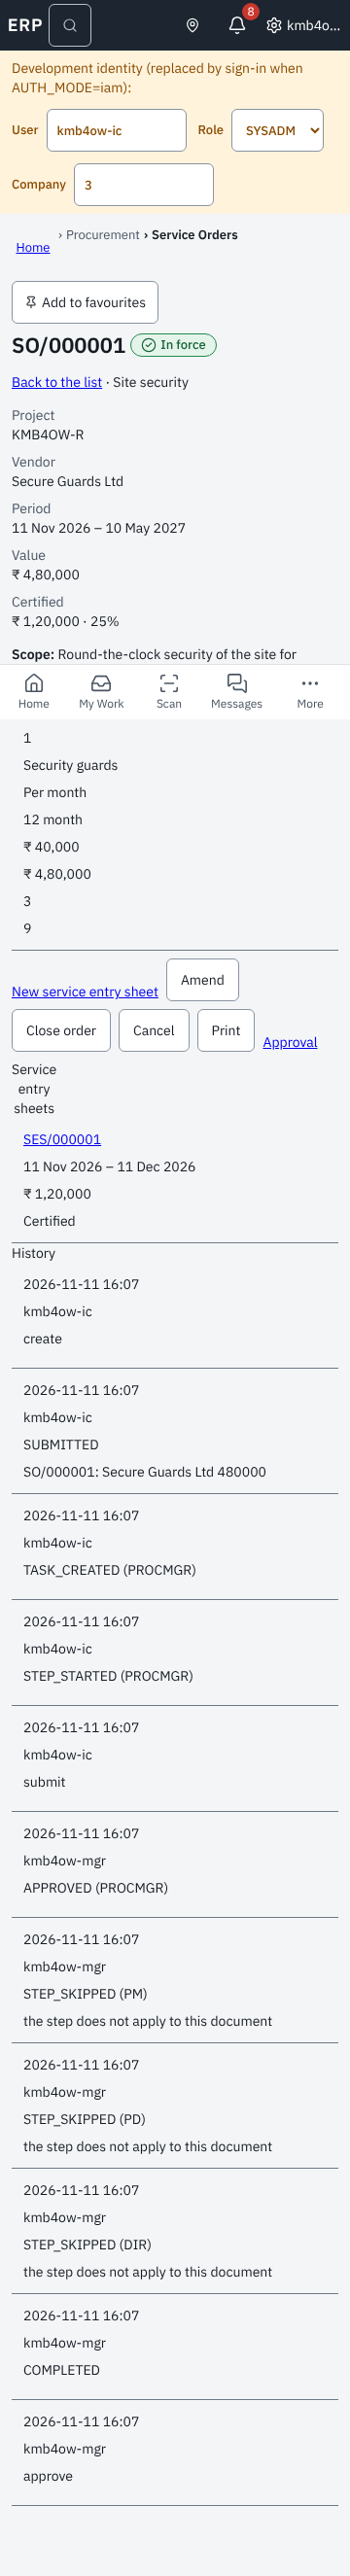 ERP
8
kmb4o...
Development identity (replaced by sign-in when
AUTH_MODE=iam):
User kmb4ow-ic Role SYSADM
Company 3
Home › Procurement › Service Orders
Add to favourites
SO/000001 In force
Back to the list · Site security
Project
KMB4OW-R
Vendor
Secure Guards Ltd
Period
11 Nov 2026 – 10 May 2027
Value
₹ 4,80,000
Certified
₹ 1,20,000 · 25%
Scope: Round-the-clock security of the site for
Home My Work Scan Messages More
1
Security guards
Per month
12 month
₹ 40,000
₹ 4,80,000
3
9
New service entry sheet Amend
Close order Cancel Print Approval
Service
entry
sheets
SES/000001
11 Nov 2026 – 11 Dec 2026
₹ 1,20,000
Certified
History
2026-11-11 16:07
kmb4ow-ic
create
2026-11-11 16:07
kmb4ow-ic
SUBMITTED
SO/000001: Secure Guards Ltd 480000
2026-11-11 16:07
kmb4ow-ic
TASK_CREATED (PROCMGR)
2026-11-11 16:07
kmb4ow-ic
STEP_STARTED (PROCMGR)
2026-11-11 16:07
kmb4ow-ic
submit
2026-11-11 16:07
kmb4ow-mgr
APPROVED (PROCMGR)
2026-11-11 16:07
kmb4ow-mgr
STEP_SKIPPED (PM)
the step does not apply to this document
2026-11-11 16:07
kmb4ow-mgr
STEP_SKIPPED (PD)
the step does not apply to this document
2026-11-11 16:07
kmb4ow-mgr
STEP_SKIPPED (DIR)
the step does not apply to this document
2026-11-11 16:07
kmb4ow-mgr
COMPLETED
2026-11-11 16:07
kmb4ow-mgr
approve